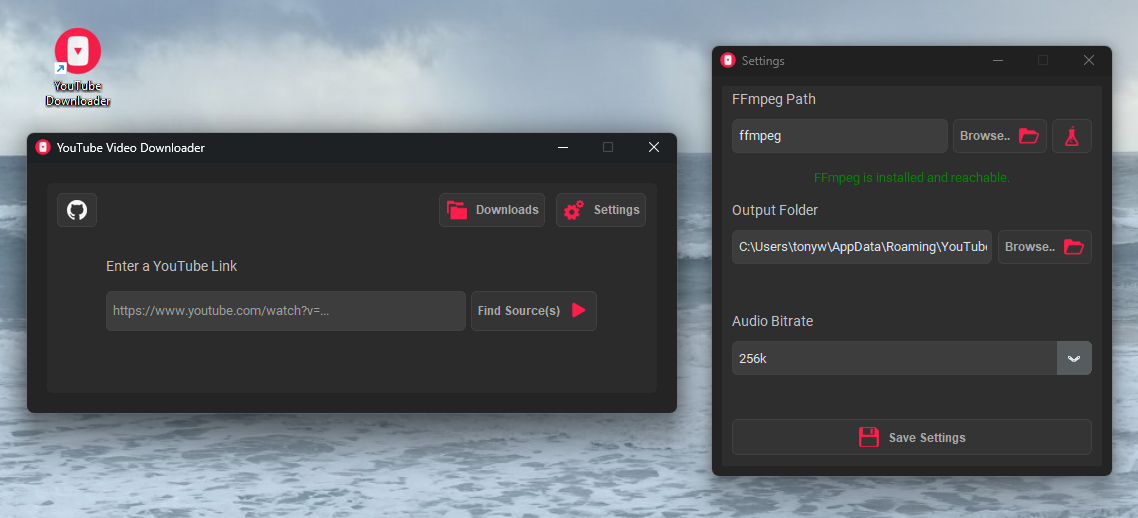 YouTube
Downloader
YouTube Video Downloader
Downloads
Settings
Enter a YouTube Link
https://www.youtube.com/watch?v=...
Find Source(s)
Settings
FFmpeg Path
ffmpeg
Browse..
FFmpeg is installed and reachable.
Output Folder
C:\Users\tonyw\AppData\Roaming\YouTube
Browse..
Audio Bitrate
256k
Save Settings